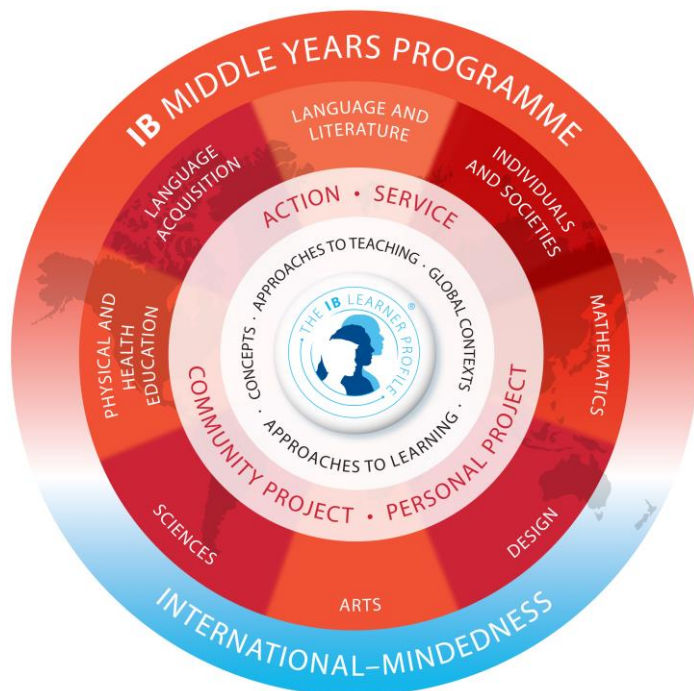 IB MIDDLE YEARS PROGRAMME
LANGUAGE AND
LITERATURE
LANGUAGE
ACQUISITION
INDIVIDUALS
AND SOCIETIES
PHYSICAL AND
HEALTH
EDUCATION
MATHEMATICS
SCIENCES
DESIGN
ARTS
ACTION • SERVICE
COMMUNITY PROJECT • PERSONAL PROJECT
APPROACHES TO TEACHING · GLOBAL CONTEXTS ·
APPROACHES TO LEARNING · CONCEPTS ·
THE IB LEARNER PROFILE ®
INTERNATIONAL–MINDEDNESS